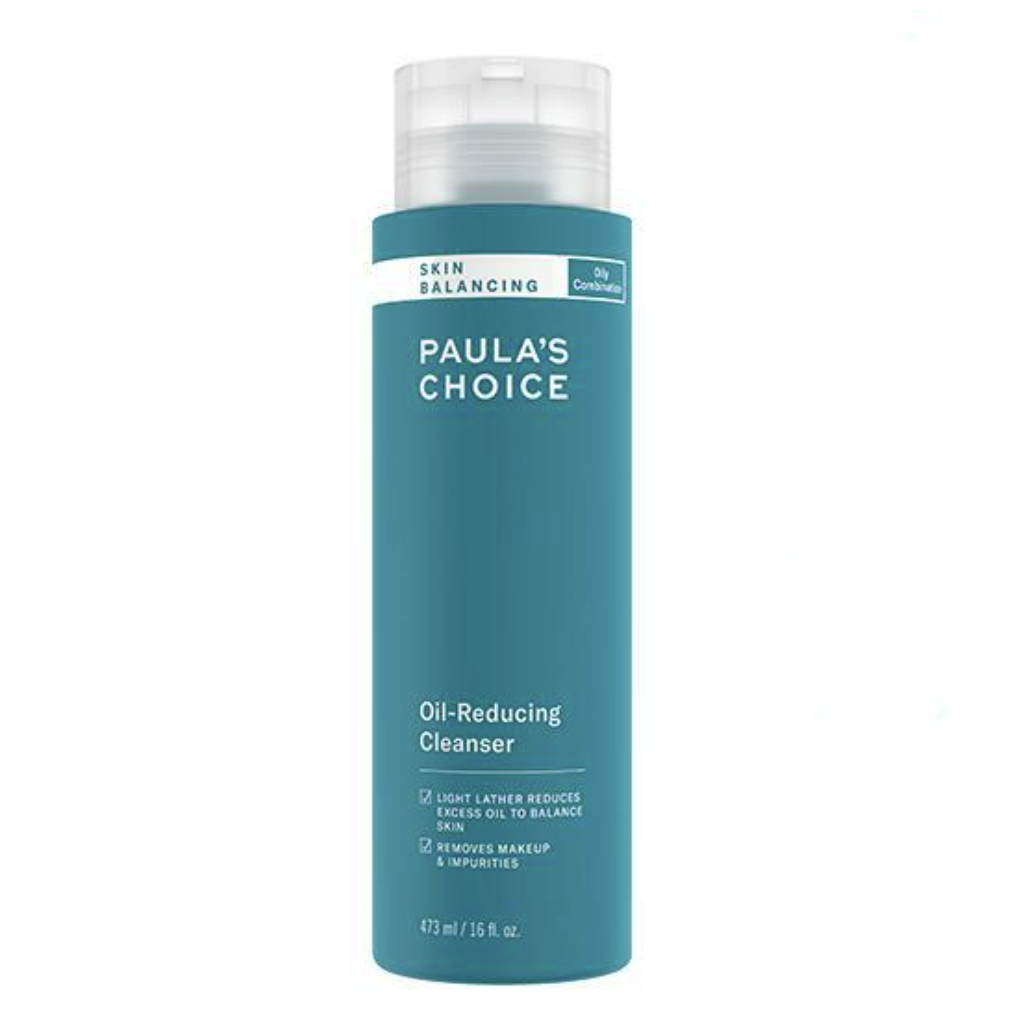 SKIN
BALANCING
Oily
Combination
PAULA'S
CHOICE
Oil-Reducing
Cleanser
LIGHT LATHER REDUCES
EXCESS OIL TO BALANCE
SKIN
REMOVES MAKEUP
& IMPURITIES
473 ml / 16 fl. oz.